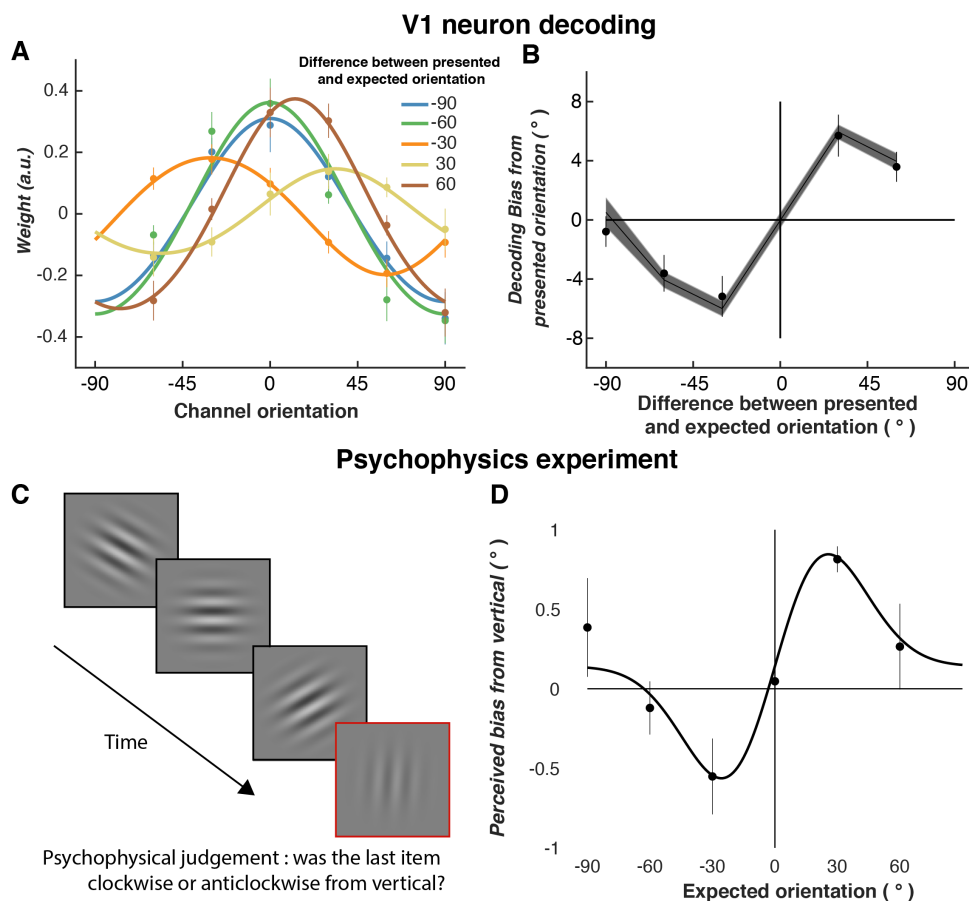 V1 neuron decoding
A
Difference between presented
and expected orientation
-90
-60
-30
30
60
Weight (a.u.)
0.4
0.2
0
-0.2
-0.4
-90
-45
0
45
90
Channel orientation
B
Decoding Bias from
presented orientation ( ° )
8
4
0
-4
-8
-90
-45
0
45
90
Difference between presented
and expected orientation ( ° )
Psychophysics experiment
C
Time
Psychophysical judgement : was the last item
clockwise or anticlockwise from vertical?
D
Perceived bias from vertical ( ° )
1
0.5
0
-0.5
-1
-90
-60
-30
0
30
60
Expected orientation ( ° )